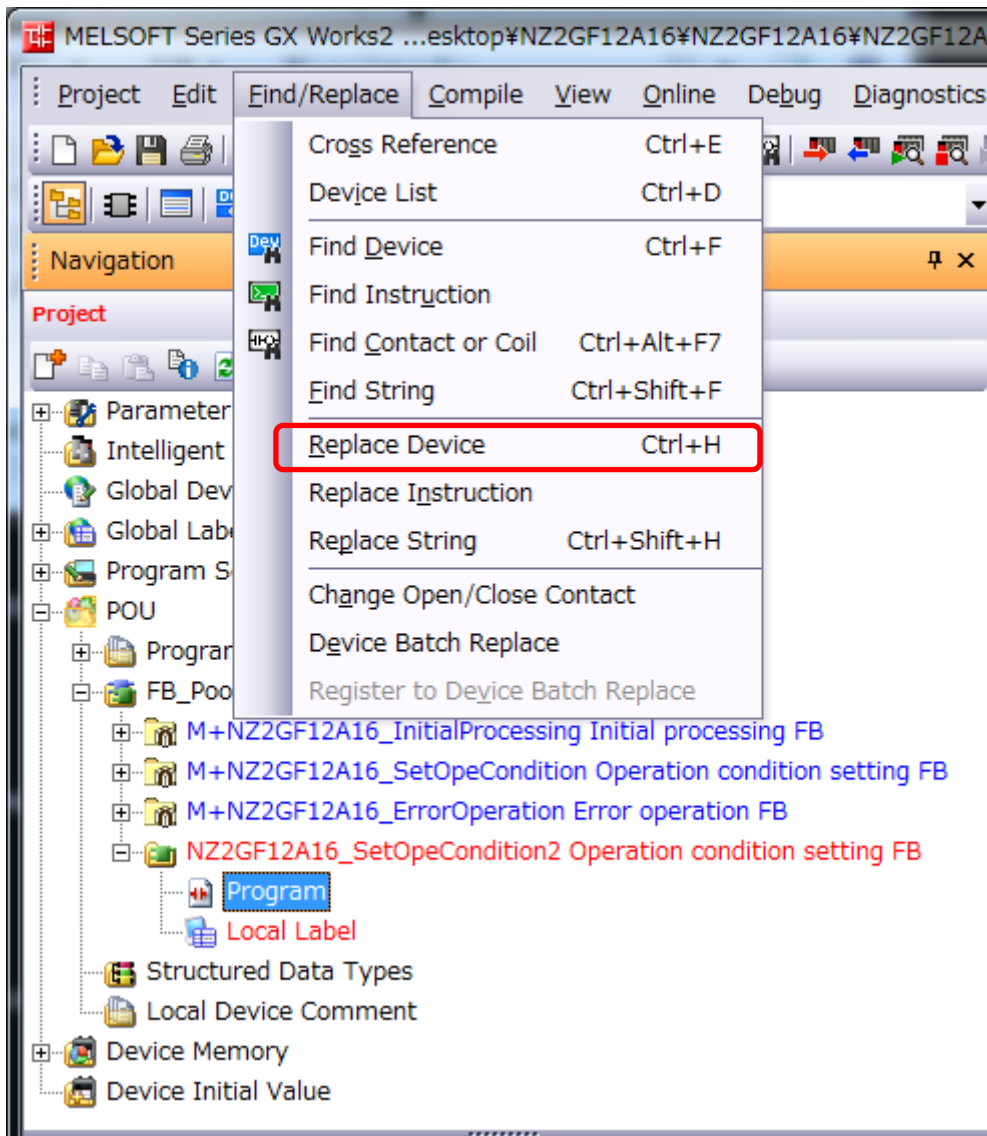 MELSOFT Series GX Works2 ...esktop¥NZ2GF12A16¥NZ2GF12A16¥NZ2GF12A
Project Edit Find/Replace Compile View Online Debug Diagnostics
Cross Reference Ctrl+E
Device List Ctrl+D
Navigation
Find Device Ctrl+F
Find Instruction
Project
Find Contact or Coil Ctrl+Alt+F7
Find String Ctrl+Shift+F
Parameter
Replace Device Ctrl+H
Intelligent
Global Dev
Replace Instruction
Global Labe
Replace String Ctrl+Shift+H
Program S
Change Open/Close Contact
POU
Device Batch Replace
Program
Register to Device Batch Replace
FB_Poo
M+NZ2GF12A16_InitialProcessing Initial processing FB
M+NZ2GF12A16_SetOpeCondition Operation condition setting FB
M+NZ2GF12A16_ErrorOperation Error operation FB
NZ2GF12A16_SetOpeCondition2 Operation condition setting FB
Program
Local Label
Structured Data Types
Local Device Comment
Device Memory
Device Initial Value